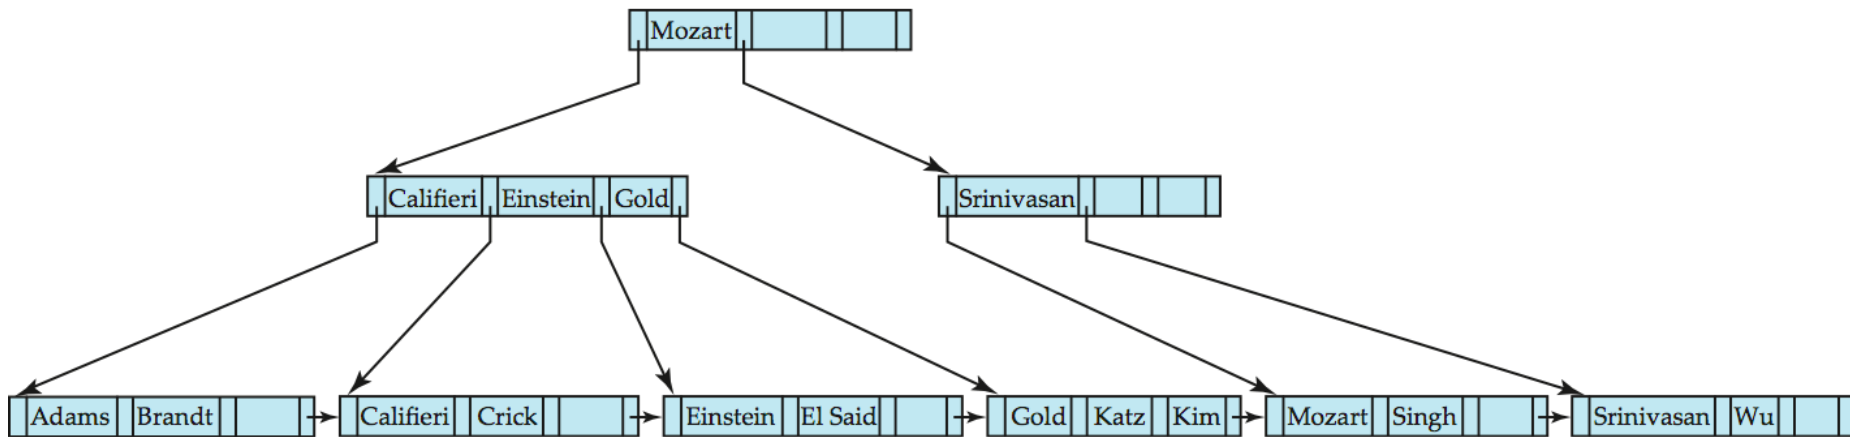 Mozart
Califieri Einstein Gold
Srinivasan
Adams Brandt
Califieri Crick
Einstein El Said
Gold Katz Kim
Mozart Singh
Srinivasan Wu